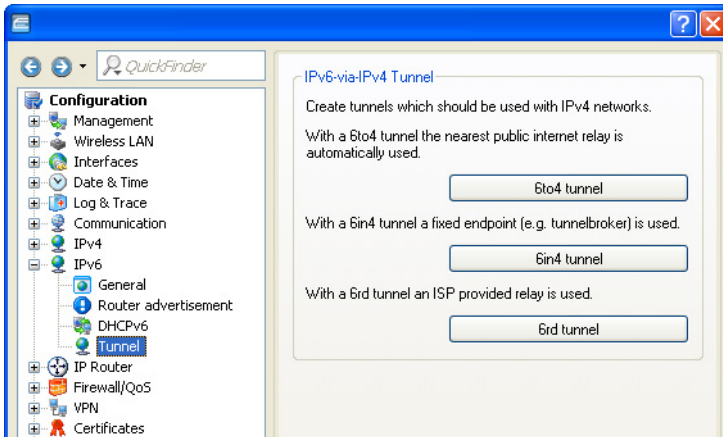 QuickFinder
Configuration
Management
Wireless LAN
Interfaces
Date & Time
Log & Trace
Communication
IPv4
IPv6
General
Router advertisement
DHCPv6
Tunnel
IP Router
Firewall/QoS
VPN
Certificates
IPv6-via-IPv4 Tunnel
Create tunnels which should be used with IPv4 networks.
With a 6to4 tunnel the nearest public internet relay is
automatically used.
6to4 tunnel
With a 6in4 tunnel a fixed endpoint (e.g. tunnelbroker) is used.
6in4 tunnel
With a 6rd tunnel an ISP provided relay is used.
6rd tunnel